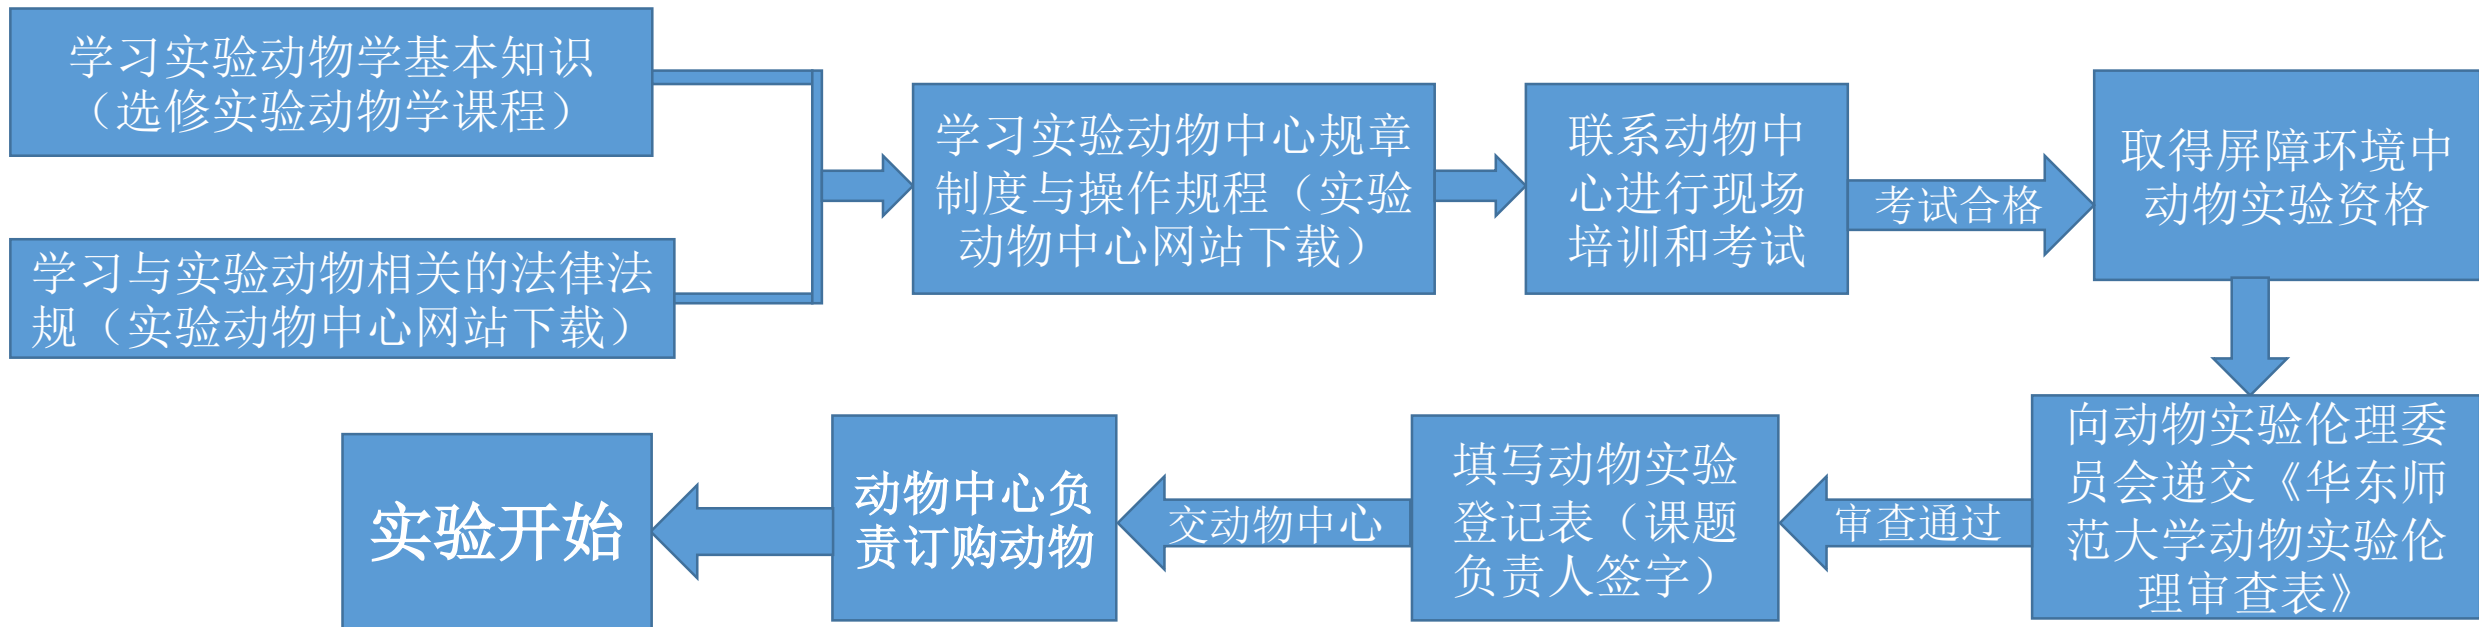 学习实验动物学基本知识
（选修实验动物学课程）
学习与实验动物相关的法律法
规（实验动物中心网站下载）
学习实验动物中心规章
制度与操作规程（实验
动物中心网站下载）
联系动物中
心进行现场
培训和考试
考试合格
取得屏障环境中
动物实验资格
向动物实验伦理委
员会递交《华东师
范大学动物实验伦
理审查表》
审查通过
填写动物实验
登记表（课题
负责人签字）
交动物中心
动物中心负
责订购动物
实验开始